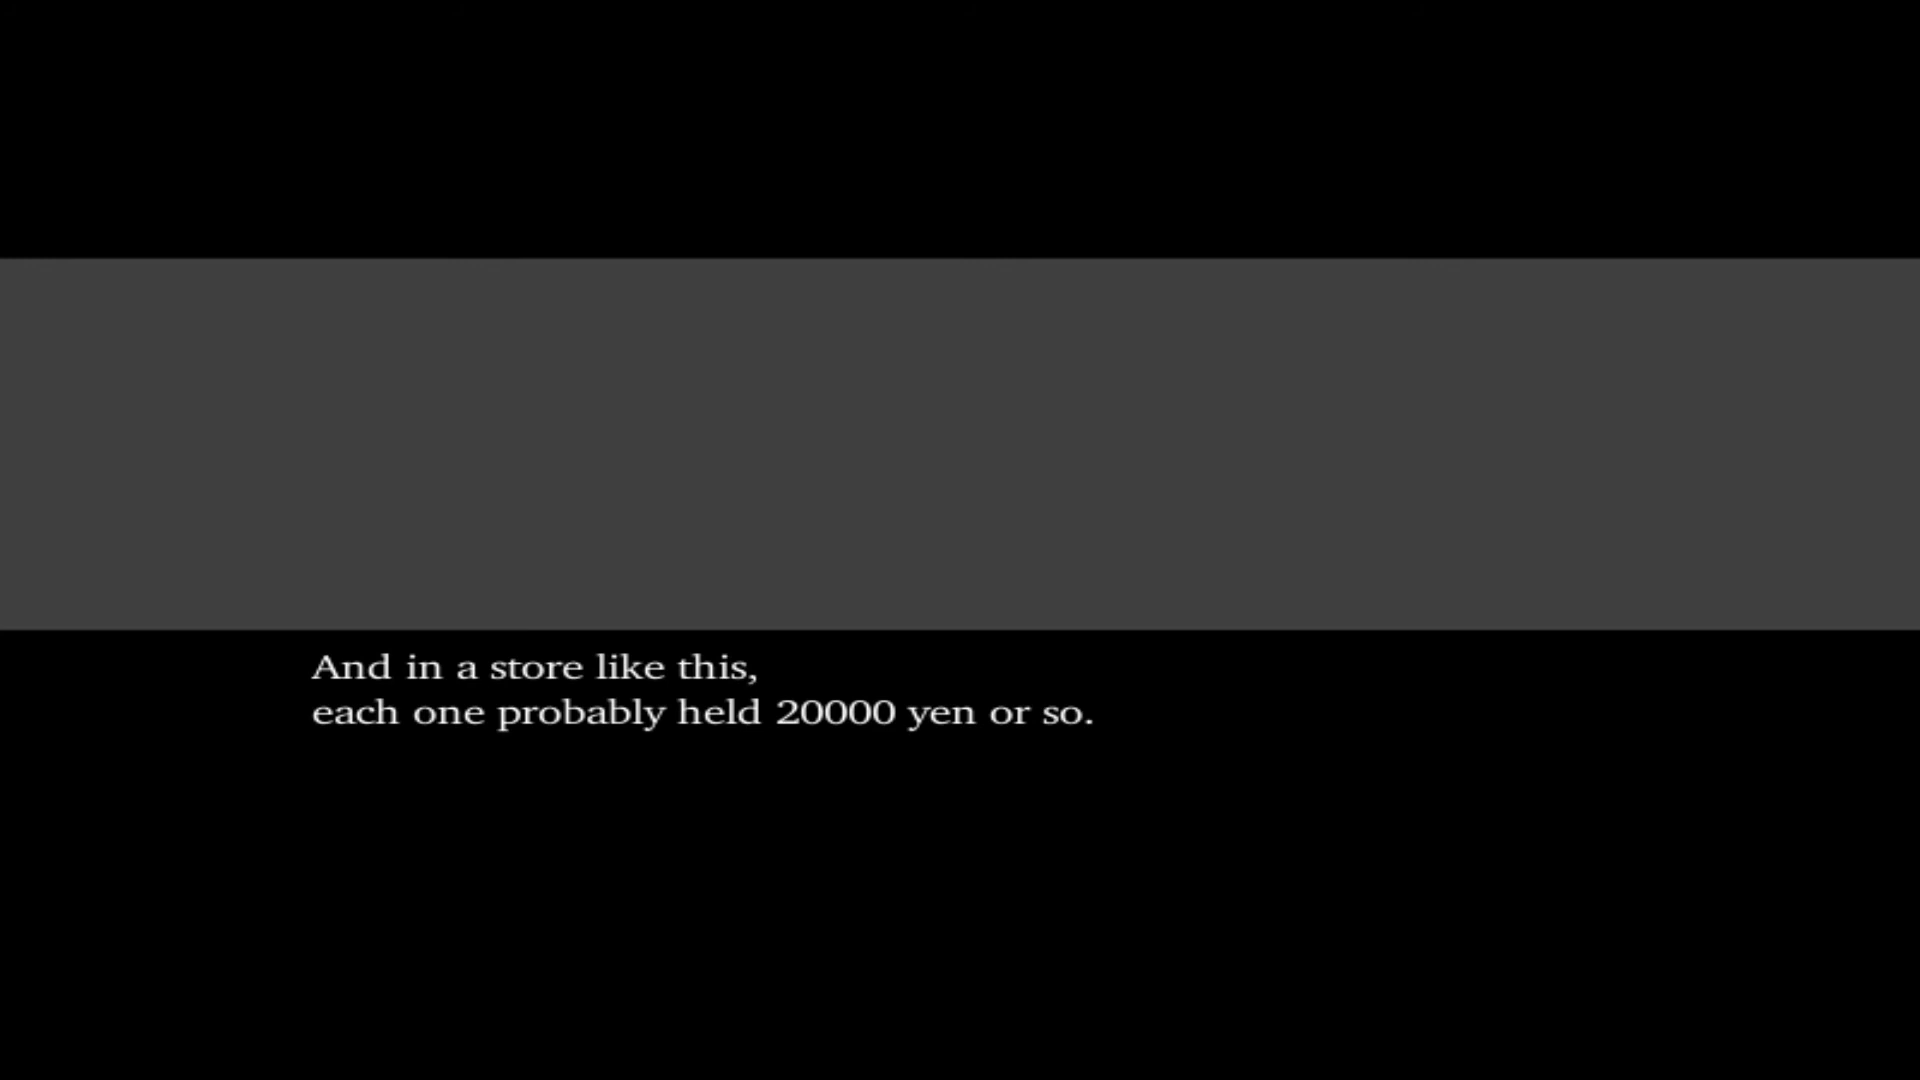 And in a store like this,
each one probably held 20000 yen or so.